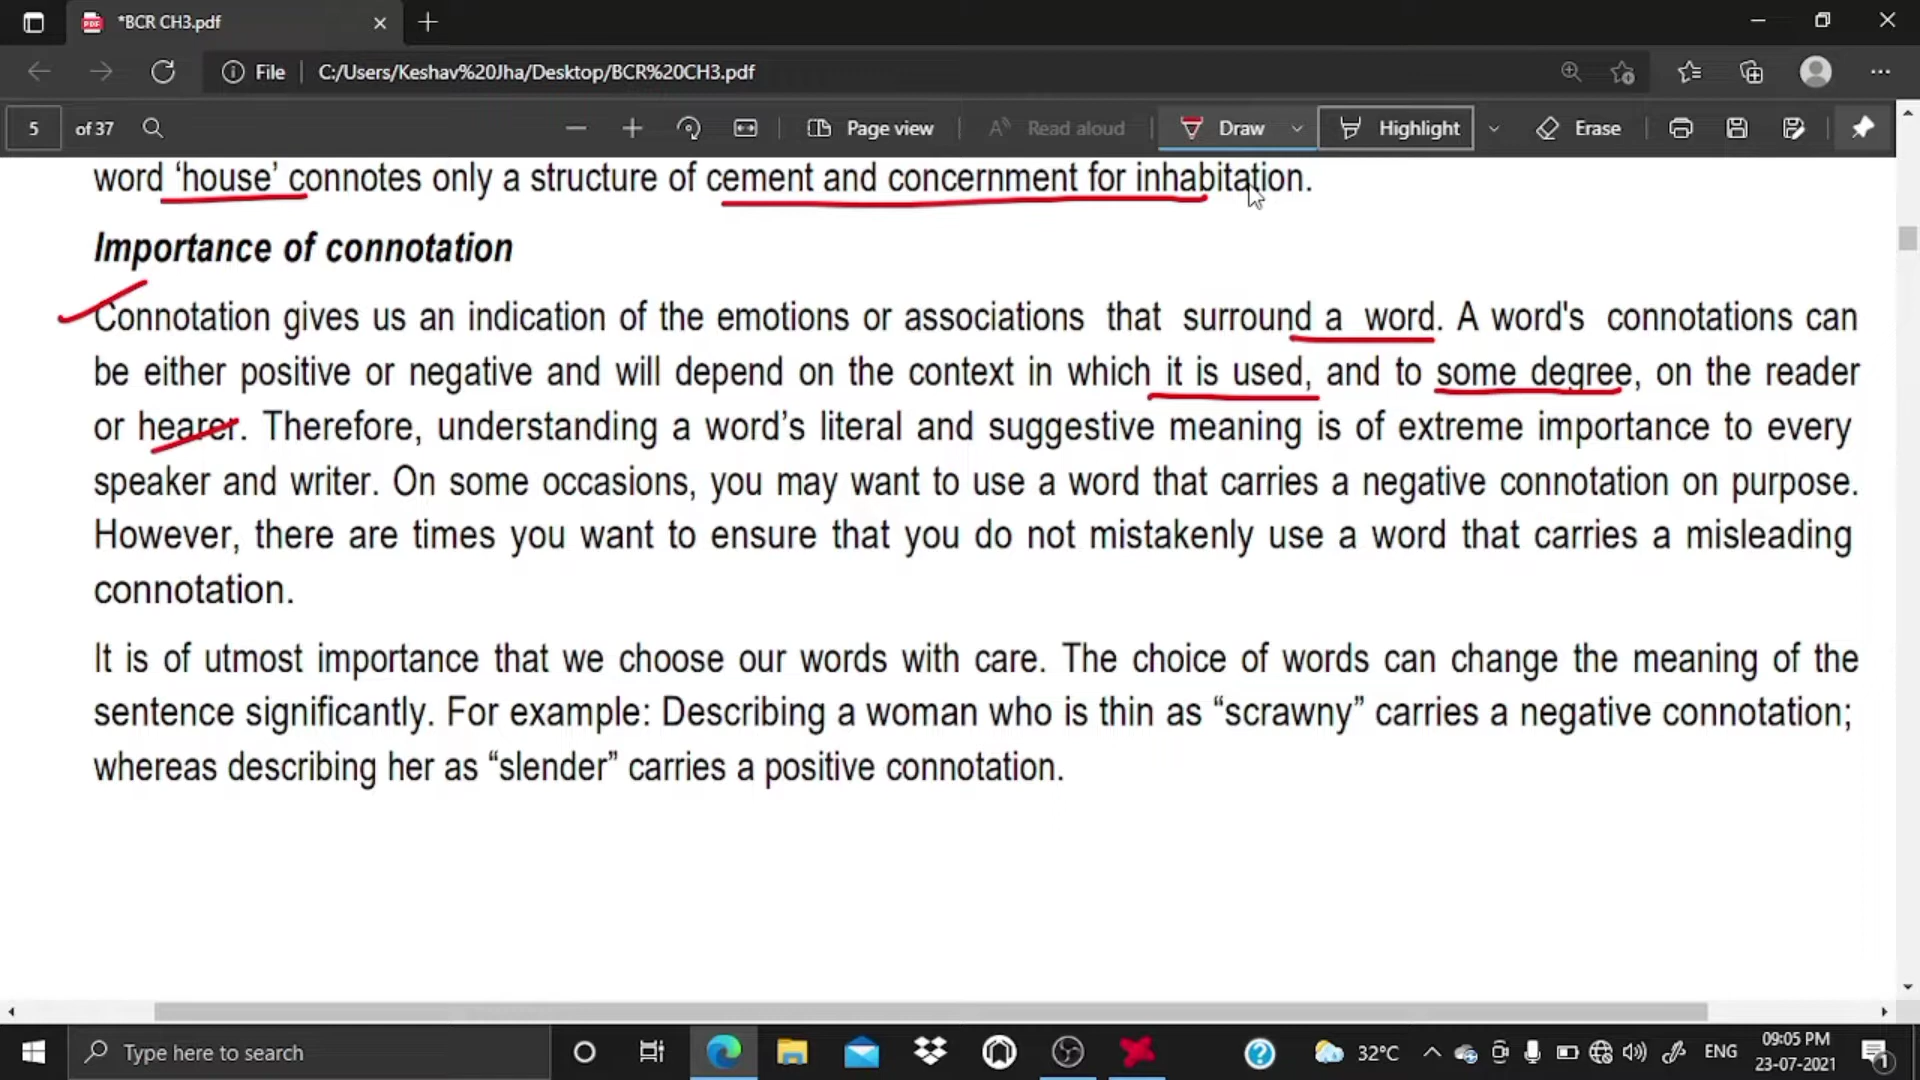 *BCR CH3.pdf
File C:/Users/Keshav%20Jha/Desktop/BCR%20CH3.pdf
5 of 37 Page view Read aloud Draw Highlight Erase
word ‘house’ connotes only a structure of cement and concernment for inhabitation.
Importance of connotation
Connotation gives us an indication of the emotions or associations that surround a word. A word's connotations can
be either positive or negative and will depend on the context in which it is used, and to some degree, on the reader
or hearer. Therefore, understanding a word’s literal and suggestive meaning is of extreme importance to every
speaker and writer. On some occasions, you may want to use a word that carries a negative connotation on purpose.
However, there are times you want to ensure that you do not mistakenly use a word that carries a misleading
connotation.
It is of utmost importance that we choose our words with care. The choice of words can change the meaning of the
sentence significantly. For example: Describing a woman who is thin as “scrawny” carries a negative connotation;
whereas describing her as “slender” carries a positive connotation.
Type here to search 32°C ENG 09:05 PM
23-07-2021 1